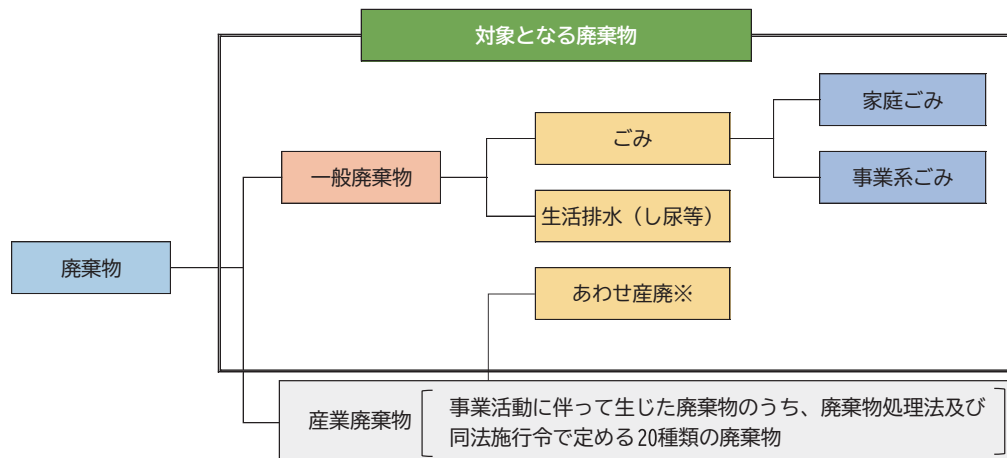 対象となる廃棄物
家庭ごみ
ごみ
一般廃棄物
事業系ごみ
生活排水（し尿等）
廃棄物
あわせ産廃※
産業廃棄物
事業活動に伴って生じた廃棄物のうち、廃棄物処理法及び
同法施行令で定める20種類の廃棄物